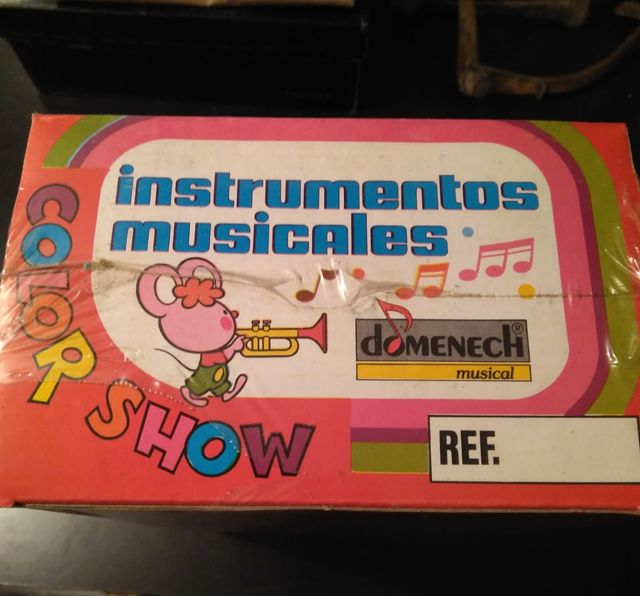 instrumentos
musicales
COLOR SHOW
dOMENECH®
musical
REF.